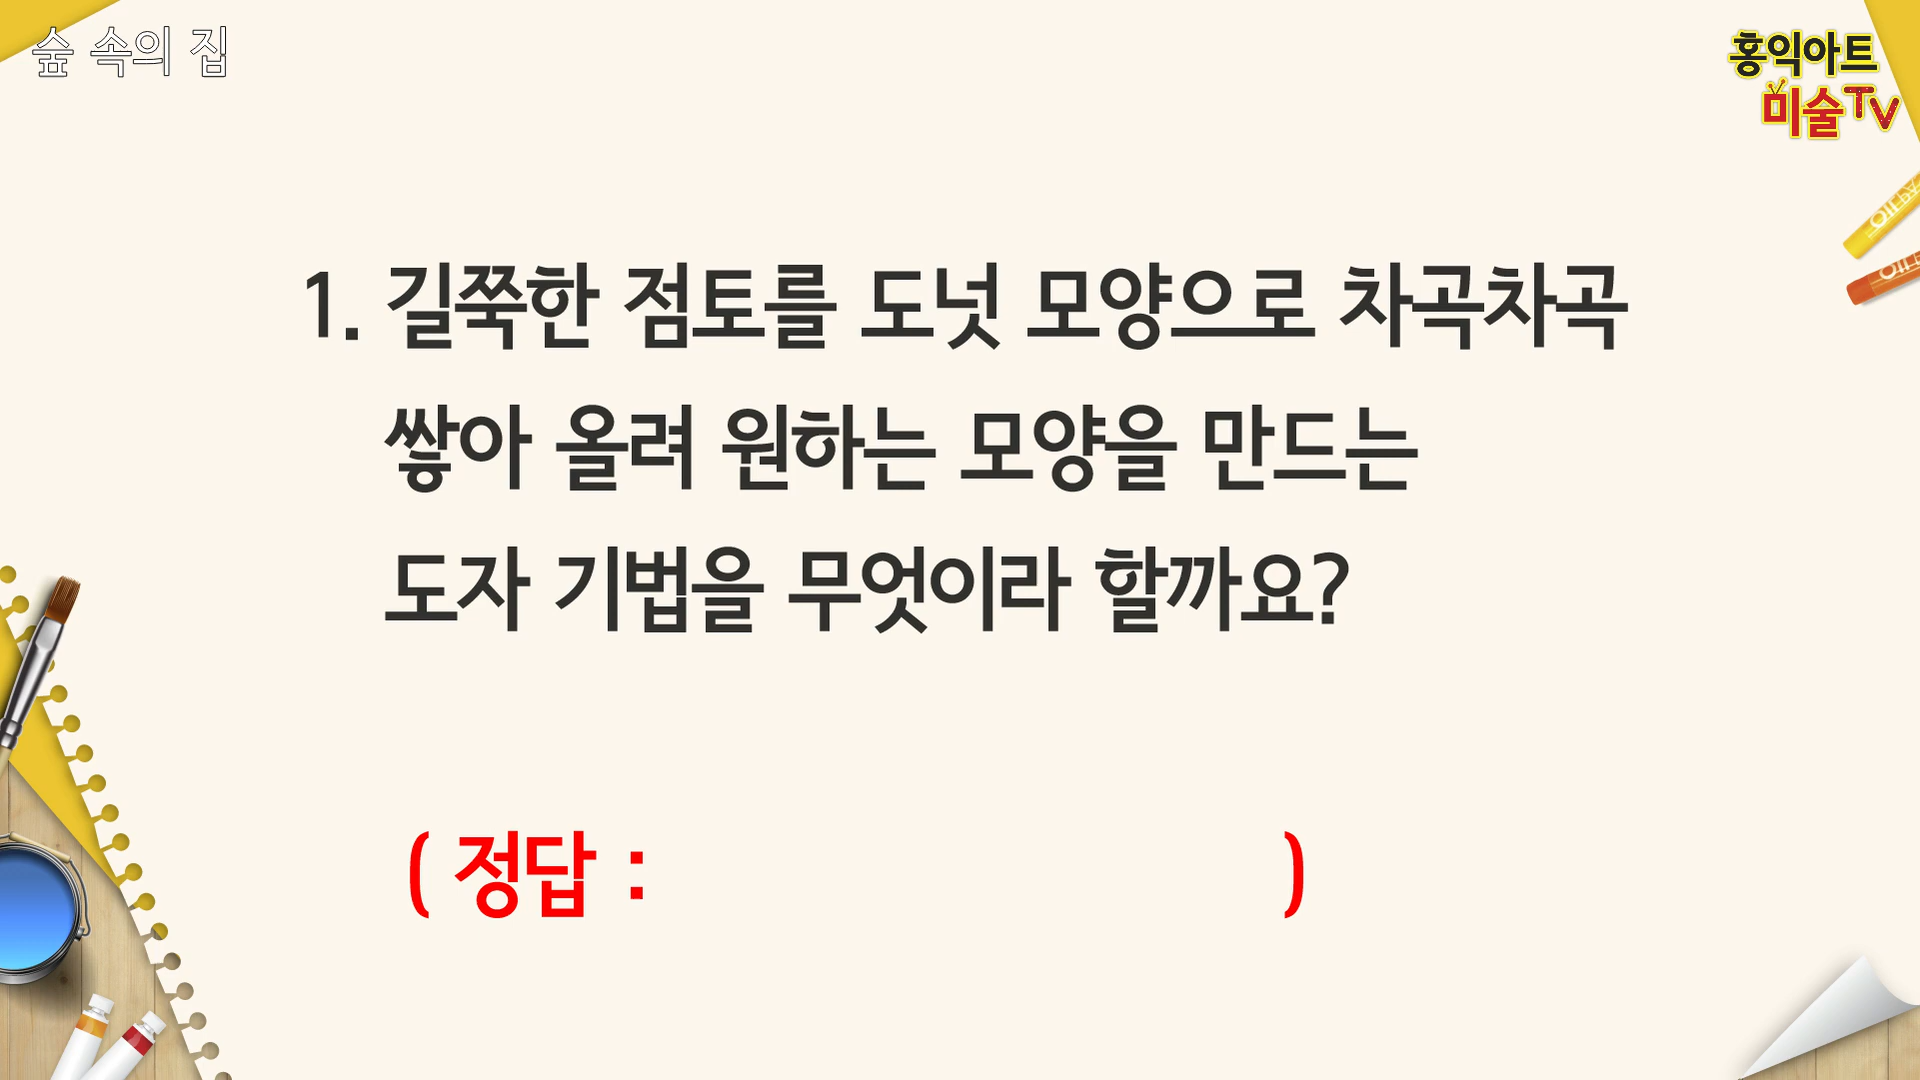 숲 속의 집
홍익아트
미술TV
1. 길쭉한 점토를 도넛 모양으로 차곡차곡
쌓아 올려 원하는 모양을 만드는
도자 기법을 무엇이라 할까요?
( 정답 : )